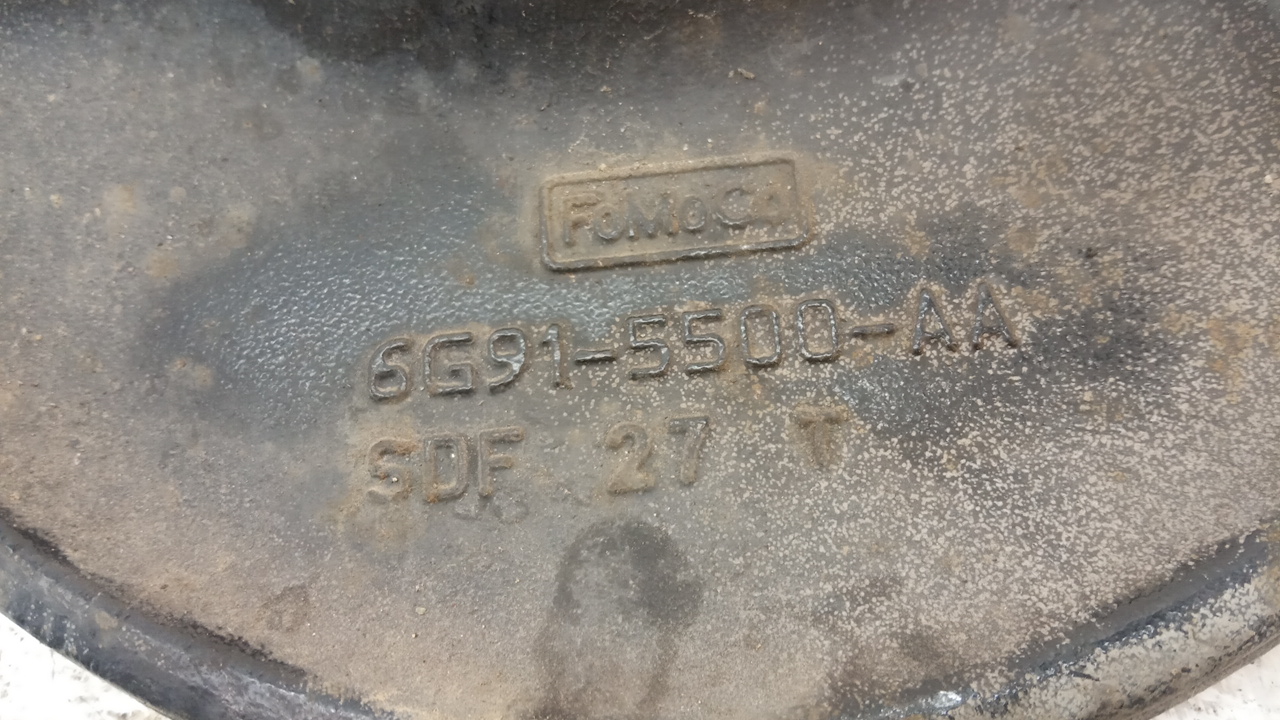 FoMoCo
6G91-5500-AA
SDF 27 T